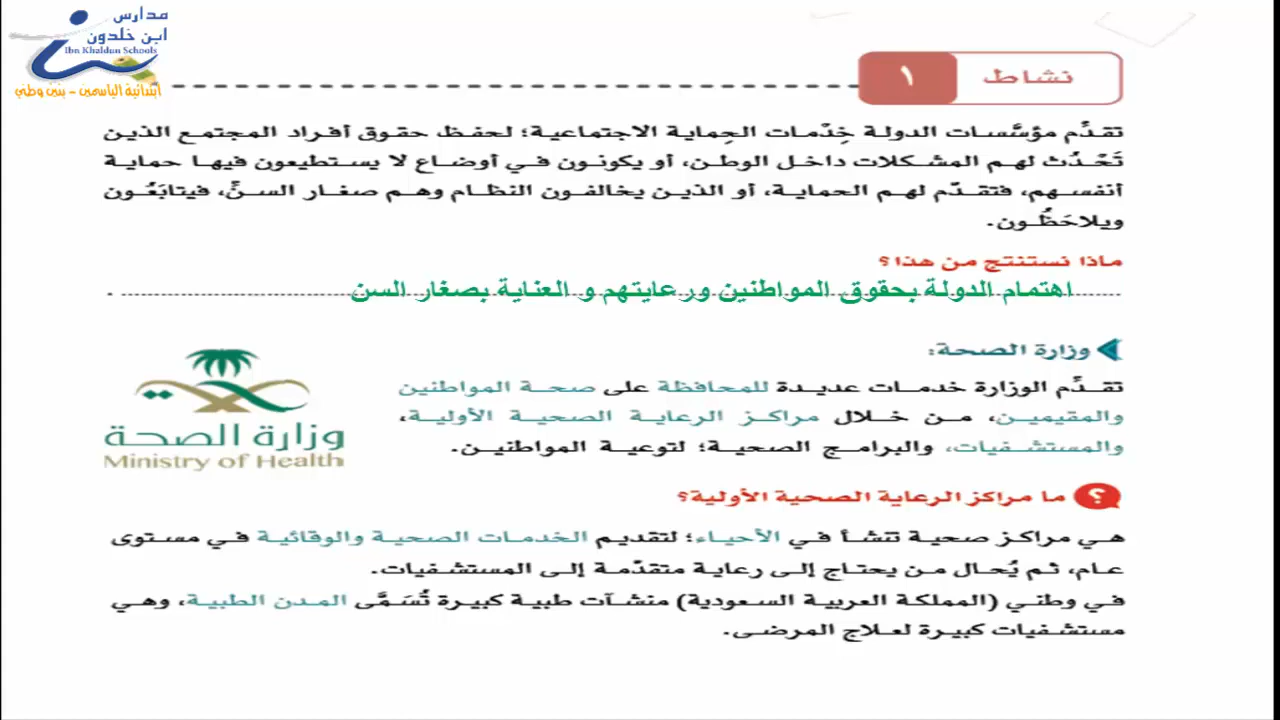 مدارس
ابن خلدون
Ibn Khaldun Schools
ابتدائية الياسمين - بنين وطني
نشاط ١
تقدِّم مؤسَّسات الدولة خِدْمات الحِماية الاجتماعية؛ لحفظ حقوق أفراد المجتمع الذين
تَحْدُث لهم المشكلات داخل الوطن، أو يكونون في أوضاع لا يستطيعون فيها حماية
أنفسهم، فتقدّم لهم الحماية، أو الذين يخالفون النظام وهم صغار السنِّ، فيتابَعُون
ويلاحَظُون.
ماذا نستنتج من هذا؟
اهتمام الدولة بحقوق المواطنين ورعايتهم و العناية بصغار السن
وزارة الصحة:
تقدِّم الوزارة خدمات عديدة للمحافظة على صحة المواطنين
والمقيمين، من خلال مراكز الرعاية الصحية الأولية،
والمستشفيات، والبرامج الصحية؛ لتوعية المواطنين.
وزارة الصحة
Ministry of Health
؟ ما مراكز الرعاية الصحية الأولية؟
هي مراكز صحية تنشأ في الأحياء؛ لتقديم الخدمات الصحية والوقائية في مستوى
عام، ثم يُحال من يحتاج إلى رعاية متقدّمة إلى المستشفيات.
في وطني (المملكة العربية السعودية) منشآت طبية كبيرة تُسَمَّى المدن الطبية، وهي
مستشفيات كبيرة لعلاج المرضى.